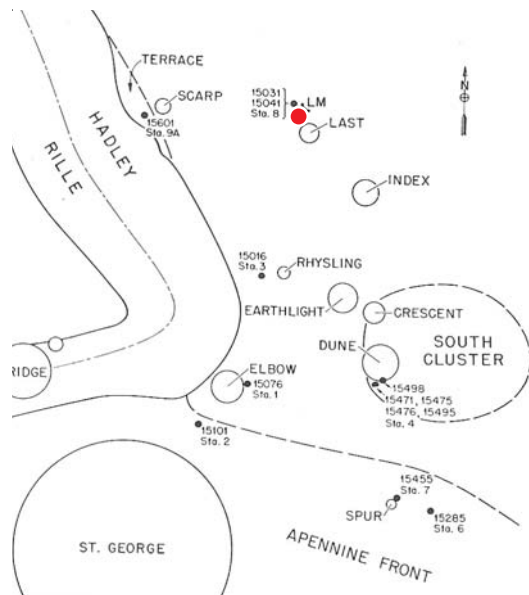 TERRACE
SCARP
15601
Sta. 9A
HADLEY
RILLE
15031
15041
Sta. 8
LM
LAST
N
INDEX
15016
Sta. 3
RHYSLING
EARTHLIGHT
CRESCENT
DUNE
SOUTH
CLUSTER
RIDGE
ELBOW
15076
Sta. 1
15498
15471, 15475
15476, 15495
Sta. 4
15101
Sta. 2
15455
Sta. 7
SPUR
15285
Sta. 6
ST. GEORGE
APENNINE FRONT